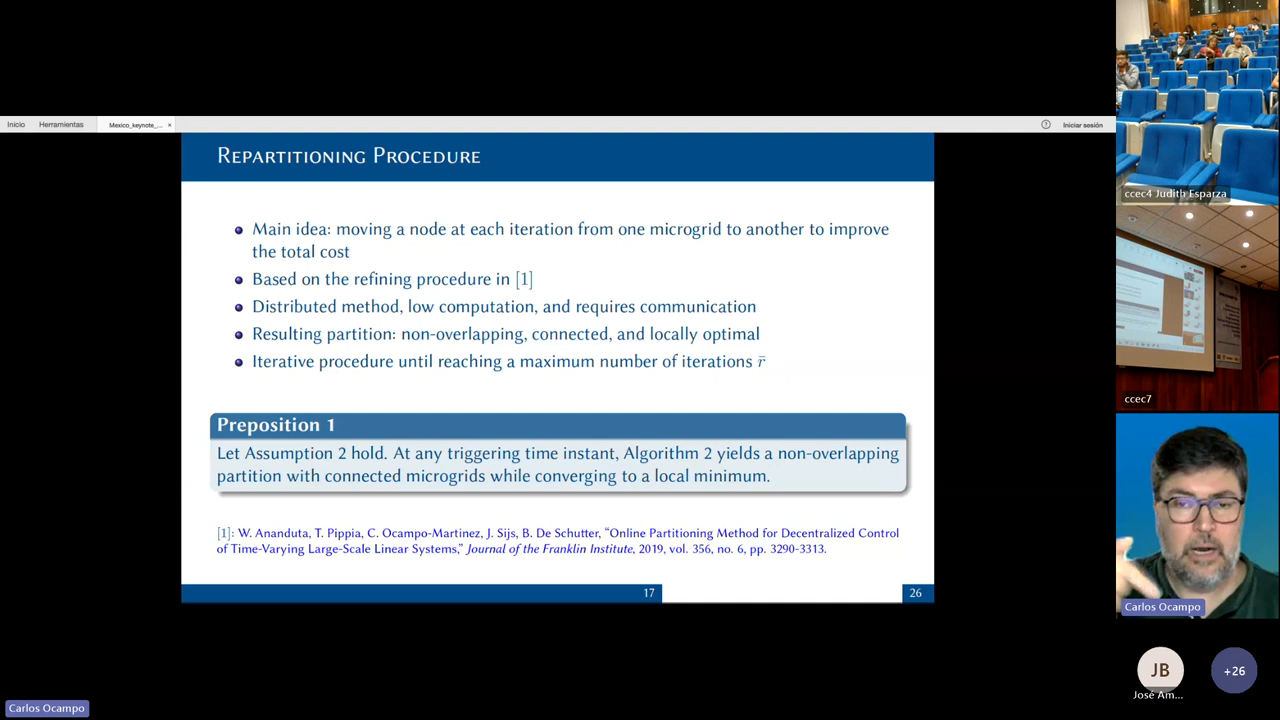 Inicio Herramientas Mexico_keynote_... × ? Iniciar sesión
REPARTITIONING PROCEDURE
Main idea: moving a node at each iteration from one microgrid to another to improve
the total cost
Based on the refining procedure in [1]
Distributed method, low computation, and requires communication
Resulting partition: non-overlapping, connected, and locally optimal
Iterative procedure until reaching a maximum number of iterations r̄
Preposition 1
Let Assumption 2 hold. At any triggering time instant, Algorithm 2 yields a non-overlapping
partition with connected microgrids while converging to a local minimum.
[1]: W. Ananduta, T. Pippia, C. Ocampo-Martinez, J. Sijs, B. De Schutter, “Online Partitioning Method for Decentralized Control
of Time-Varying Large-Scale Linear Systems,” Journal of the Franklin Institute, 2019, vol. 356, no. 6, pp. 3290-3313.
17 26
ccec4 Judith Esparza
ccec7
Carlos Ocampo
JB +26
José Am...
Carlos Ocampo